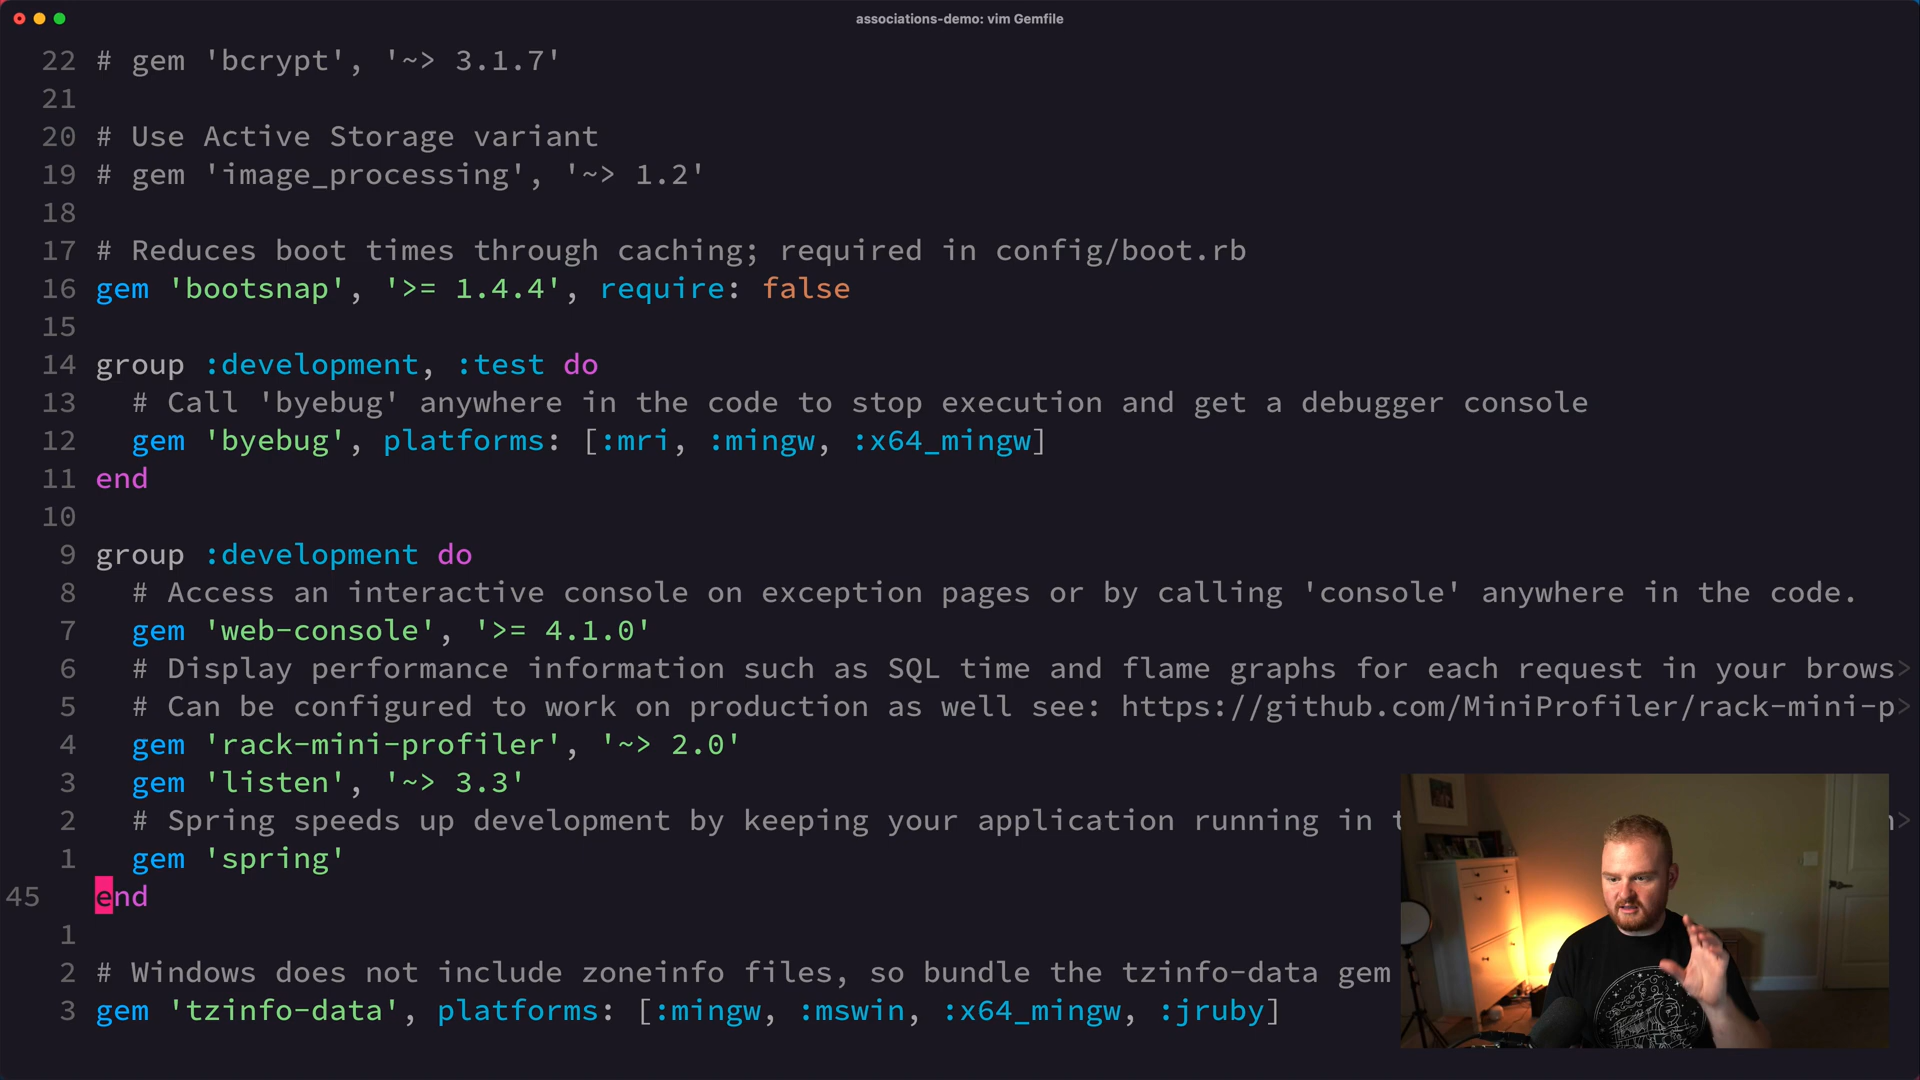 associations-demo: vim Gemfile
22 # gem 'bcrypt', '~> 3.1.7'
21
20 # Use Active Storage variant
19 # gem 'image_processing', '~> 1.2'
18
17 # Reduces boot times through caching; required in config/boot.rb
16 gem 'bootsnap', '>= 1.4.4', require: false
15
14 group :development, :test do
13   # Call 'byebug' anywhere in the code to stop execution and get a debugger console
12   gem 'byebug', platforms: [:mri, :mingw, :x64_mingw]
11 end
10
9 group :development do
8   # Access an interactive console on exception pages or by calling 'console' anywhere in the code.
7   gem 'web-console', '>= 4.1.0'
6   # Display performance information such as SQL time and flame graphs for each request in your brows>
5   # Can be configured to work on production as well see: https://github.com/MiniProfiler/rack-mini-p>
4   gem 'rack-mini-profiler', '~> 2.0'
3   gem 'listen', '~> 3.3'
2   # Spring speeds up development by keeping your application running in
1   gem 'spring'
45 end
1
2 # Windows does not include zoneinfo files, so bundle the tzinfo-data gem
3 gem 'tzinfo-data', platforms: [:mingw, :mswin, :x64_mingw, :jruby]